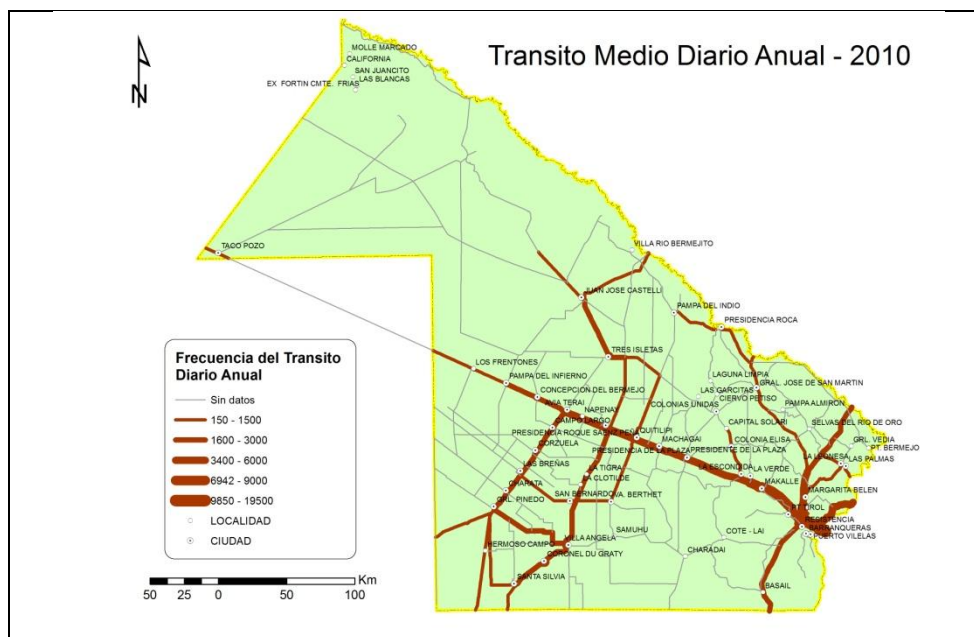 Transito Medio Diario Anual - 2010
N
MOLLE MARCADO
CALIFORNIA
SAN JUANCITO
LAS BLANCAS
EX FORTIN CMTE. FRIAS
TACO POZO
VILLA RIO BERMEJITO
JUAN JOSE CASTELLI
PAMPA DEL INDIO
PRESIDENCIA ROCA
TRES ISLETAS
LOS FRENTONES
PAMPA DEL INFIERNO
LAGUNA LIMPIA
GRAL. JOSE DE SAN MARTIN
CONCEPCION DEL BERMEJO
LAS GARCITAS
CIERVO PETISO
AVIA TERAI
NAPENAY
COLONIAS UNIDAS
PAMPA ALMIRON
CAMPO LARGO
CAPITAL SOLARI
SELVAS DEL RIO DE ORO
PRESIDENCIA ROQUE SAENZ PEÑA
QUITILIPI
COLONIA ELISA
GRL. VEDIA
CORZUELA
MACHAGAI
PT. BERMEJO
PRESIDENCIA DE LA PLAZA
PRESIDENTE DE LA PLAZA
LA LEONESA
LAS PALMAS
LAS BREÑAS
LA TIGRA
LA ESCONDIDA
LA VERDE
LA CLOTILDE
MAKALLE
CHARATA
MARGARITA BELEN
GRL. PINEDO
SAN BERNARDO
VA. BERTHET
PT. TIROL
RESISTENCIA
SAMUHU
COTE - LAI
BARRANQUERAS
PUERTO VILELAS
HERMOSO CAMPO
VILLA ANGELA
CHARADAI
CORONEL DU GRATY
SANTA SILVIA
BASAIL
Frecuencia del Transito
Diario Anual
Sin datos
150 - 1500
1600 - 3000
3400 - 6000
6942 - 9000
9850 - 19500
LOCALIDAD
CIUDAD
Km
50 25 0 50 100